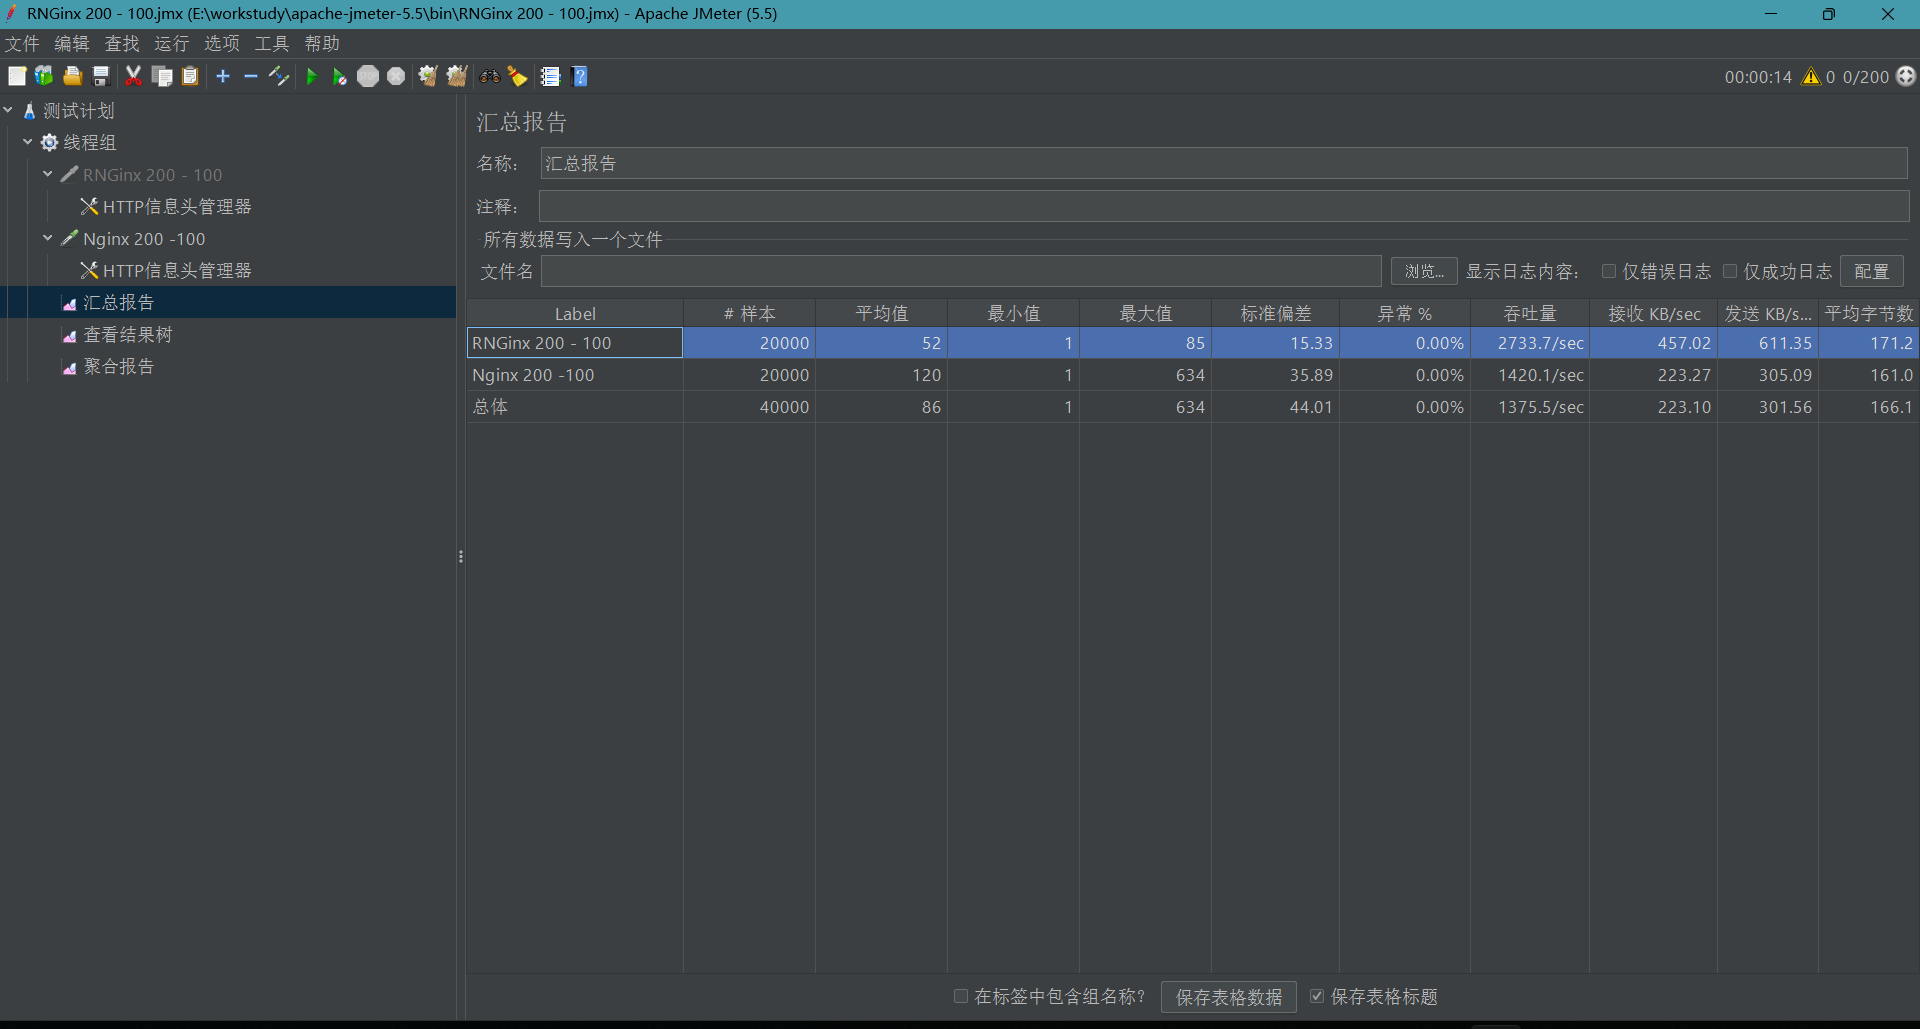 RNGinx 200 - 100.jmx (E:\workstudy\apache-jmeter-5.5\bin\RNGinx 200 - 100.jmx) - Apache JMeter (5.5)
文件 编辑 查找 运行 选项 工具 帮助
00:00:14 0 0/200
测试计划
线程组
RNGinx 200 - 100
HTTP信息头管理器
Nginx 200 -100
HTTP信息头管理器
汇总报告
查看结果树
聚合报告
汇总报告
名称： 汇总报告
注释：
所有数据写入一个文件
文件名 浏览... 显示日志内容： 仅错误日志 仅成功日志 配置
Label # 样本 平均值 最小值 最大值 标准偏差 异常 % 吞吐量 接收 KB/sec 发送 KB/s... 平均字节数
RNGinx 200 - 100 20000 52 1 85 15.33 0.00% 2733.7/sec 457.02 611.35 171.2
Nginx 200 -100 20000 120 1 634 35.89 0.00% 1420.1/sec 223.27 305.09 161.0
总体 40000 86 1 634 44.01 0.00% 1375.5/sec 223.10 301.56 166.1
在标签中包含组名称？ 保存表格数据 保存表格标题